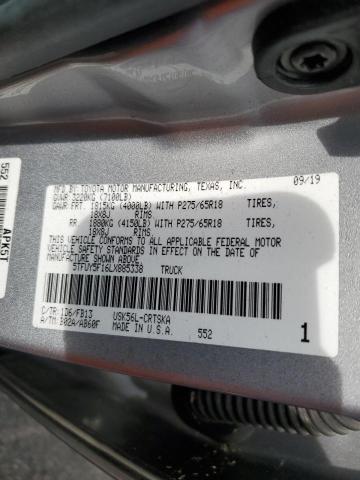 MFD BY TOYOTA MOTOR MANUFACTURING, TEXAS, INC. 09/19
GVWR 3220KG (7100LB)
GAWR FRT 1815KG (4000LB) WITH P275/65R18 TIRES,
18X8J RIMS
RR 1880KG (4150LB) WITH P275/65R18 TIRES,
18X8J RIMS
THIS VEHICLE CONFORMS TO ALL APPLICABLE FEDERAL MOTOR
VEHICLE SAFETY STANDARDS IN EFFECT ON THE DATE OF
MANUFACTURE SHOWN ABOVE.
5TFUY5F16LX885338 TRUCK
C/TR:1D6/FB13 USK56L-CRTSKA
A/TM:B02A/AB60F MADE IN U.S.A. 552 1
552
APX5T